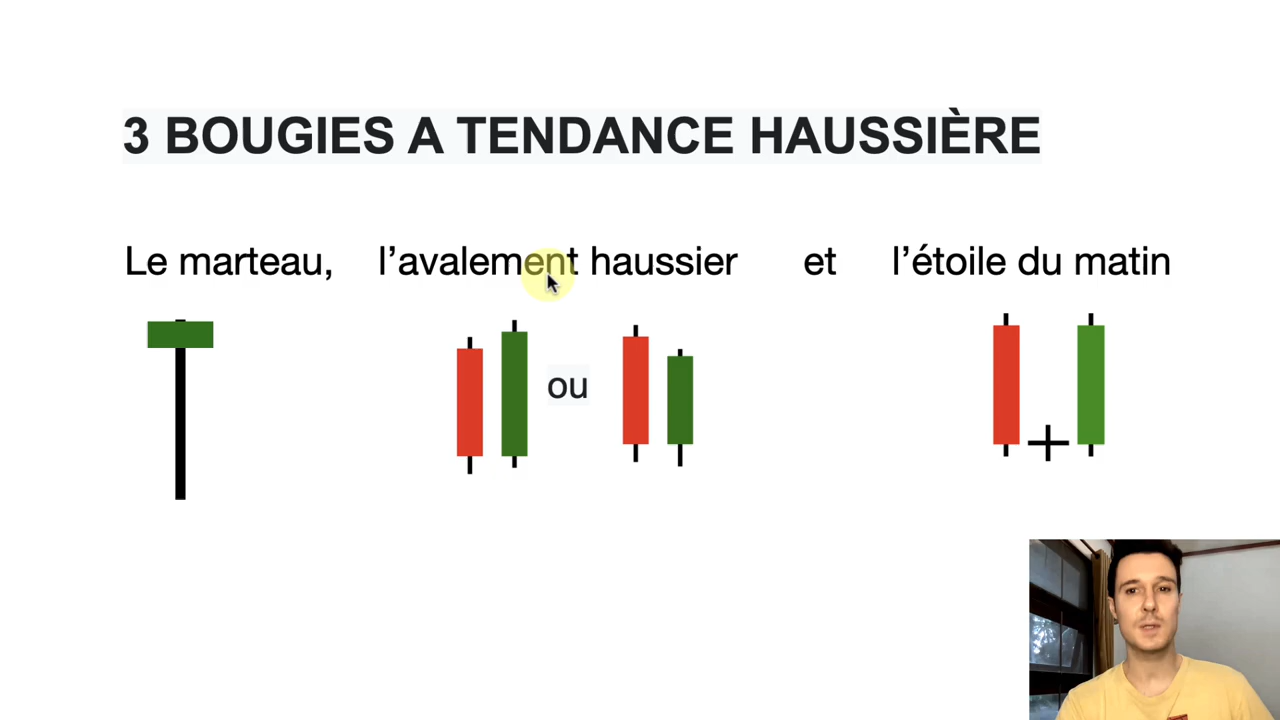 3 BOUGIES A TENDANCE HAUSSIÈRE
Le marteau, l’avalement haussier et l’étoile du matin
ou